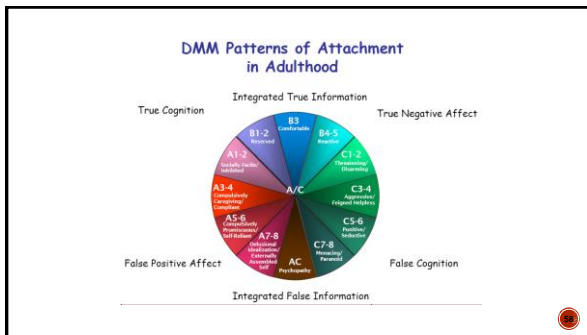 DMM Patterns of Attachment
in Adulthood
Integrated True Information
True Cognition
True Negative Affect
B3
Comfortable
B1-2
Reserved
B4-5
Reactive
A1-2
Socially Facile/
Inhibited
C1-2
Threatening/
Disarming
A3-4
Compulsively
Caregiving/
Compliant
A/C
C3-4
Aggressive/
Feigned Helpless
A5-6
Compulsively
Promiscuous/
Self-Reliant
C5-6
Punitive/
Seductive
A7-8
Delusional
Idealization/
Externally
Assembled
Self
C7-8
Menacing/
Paranoid
AC
Psychopathy
False Positive Affect
False Cognition
Integrated False Information
58